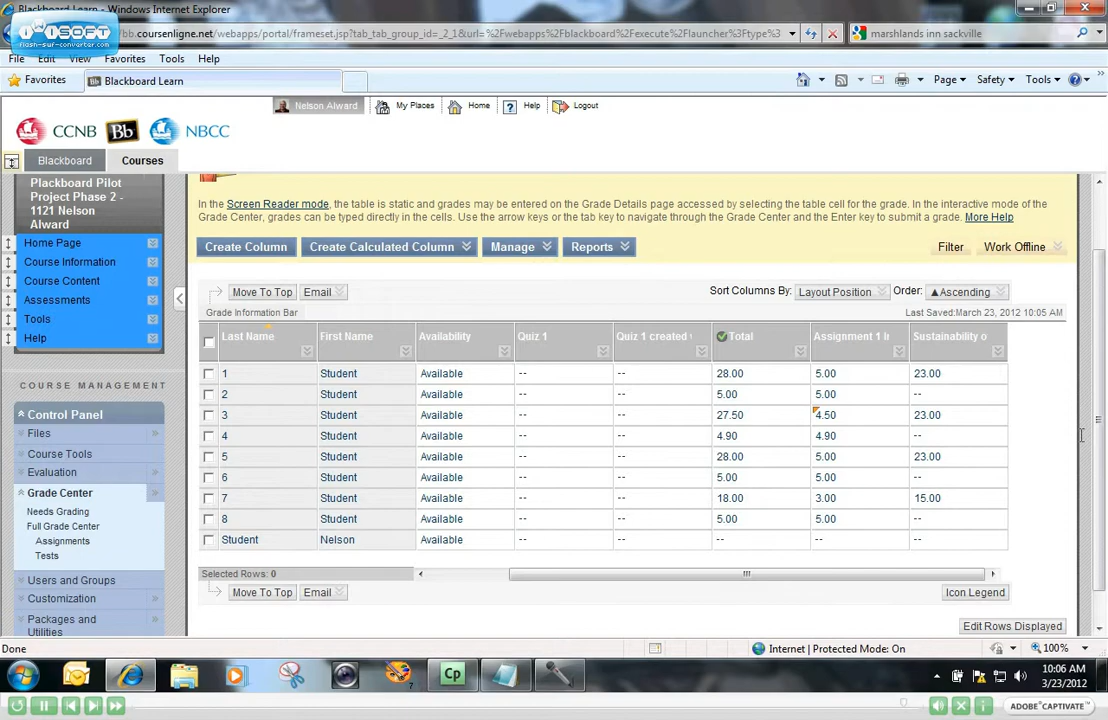 Blackboard Learn - Windows Internet Explorer
iWiSOFT
flash-swf-converter.com
bb.coursenligne.net/webapps/portal/frameset.jsp?tab_tab_group_id=_2_1&url=%2Fwebapps%2Fblackboard%2Fexecute%2Flauncher%3Ftype%3
marshlands inn sackville
File Edit View Favorites Tools Help
Favorites Blackboard Learn Page Safety Tools
Nelson Alward My Places Home Help Logout
CCNB Bb NBCC
Blackboard Courses
Plackboard Pilot
Project Phase 2 -
1121 Nelson
Alward
Home Page
Course Information
Course Content
Assessments
Tools
Help
COURSE MANAGEMENT
Control Panel
Files
Course Tools
Evaluation
Grade Center
Needs Grading
Full Grade Center
Assignments
Tests
Users and Groups
Customization
Packages and
Utilities
In the Screen Reader mode, the table is static and grades may be entered on the Grade Details page accessed by selecting the table cell for the grade. In the interactive mode of the
Grade Center, grades can be typed directly in the cells. Use the arrow keys or the tab key to navigate through the Grade Center and the Enter key to submit a grade. More Help
Create Column Create Calculated Column Manage Reports Filter Work Offline
Move To Top Email Sort Columns By: Layout Position Order: ▲Ascending
Grade Information Bar Last Saved:March 23, 2012 10:05 AM
Last Name First Name Availability Quiz 1 Quiz 1 created Total Assignment 1 Sustainability o
1 Student Available -- -- 28.00 5.00 23.00
2 Student Available -- -- 5.00 5.00 --
3 Student Available -- -- 27.50 4.50 23.00
4 Student Available -- -- 4.90 4.90 --
5 Student Available -- -- 28.00 5.00 23.00
6 Student Available -- -- 5.00 5.00 --
7 Student Available -- -- 18.00 3.00 15.00
8 Student Available -- -- 5.00 5.00 --
Student Nelson Available -- -- -- -- --
Selected Rows: 0
Move To Top Email Icon Legend
Edit Rows Displayed
Done Internet | Protected Mode: On 100%
Cp 7 10:06 AM
3/23/2012
ADOBE® CAPTIVATE™